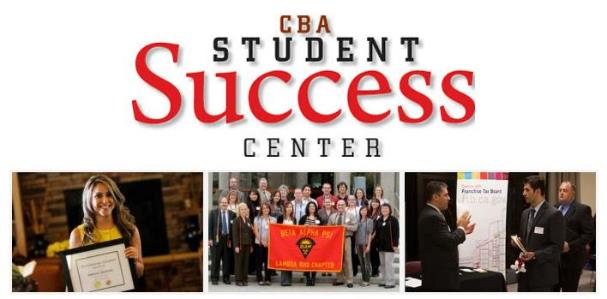 CBA
STUDENT
Success
CENTER
Franchise Tax Board
BETA ALPHA PSI
LAMBDA RHO CHAPTER